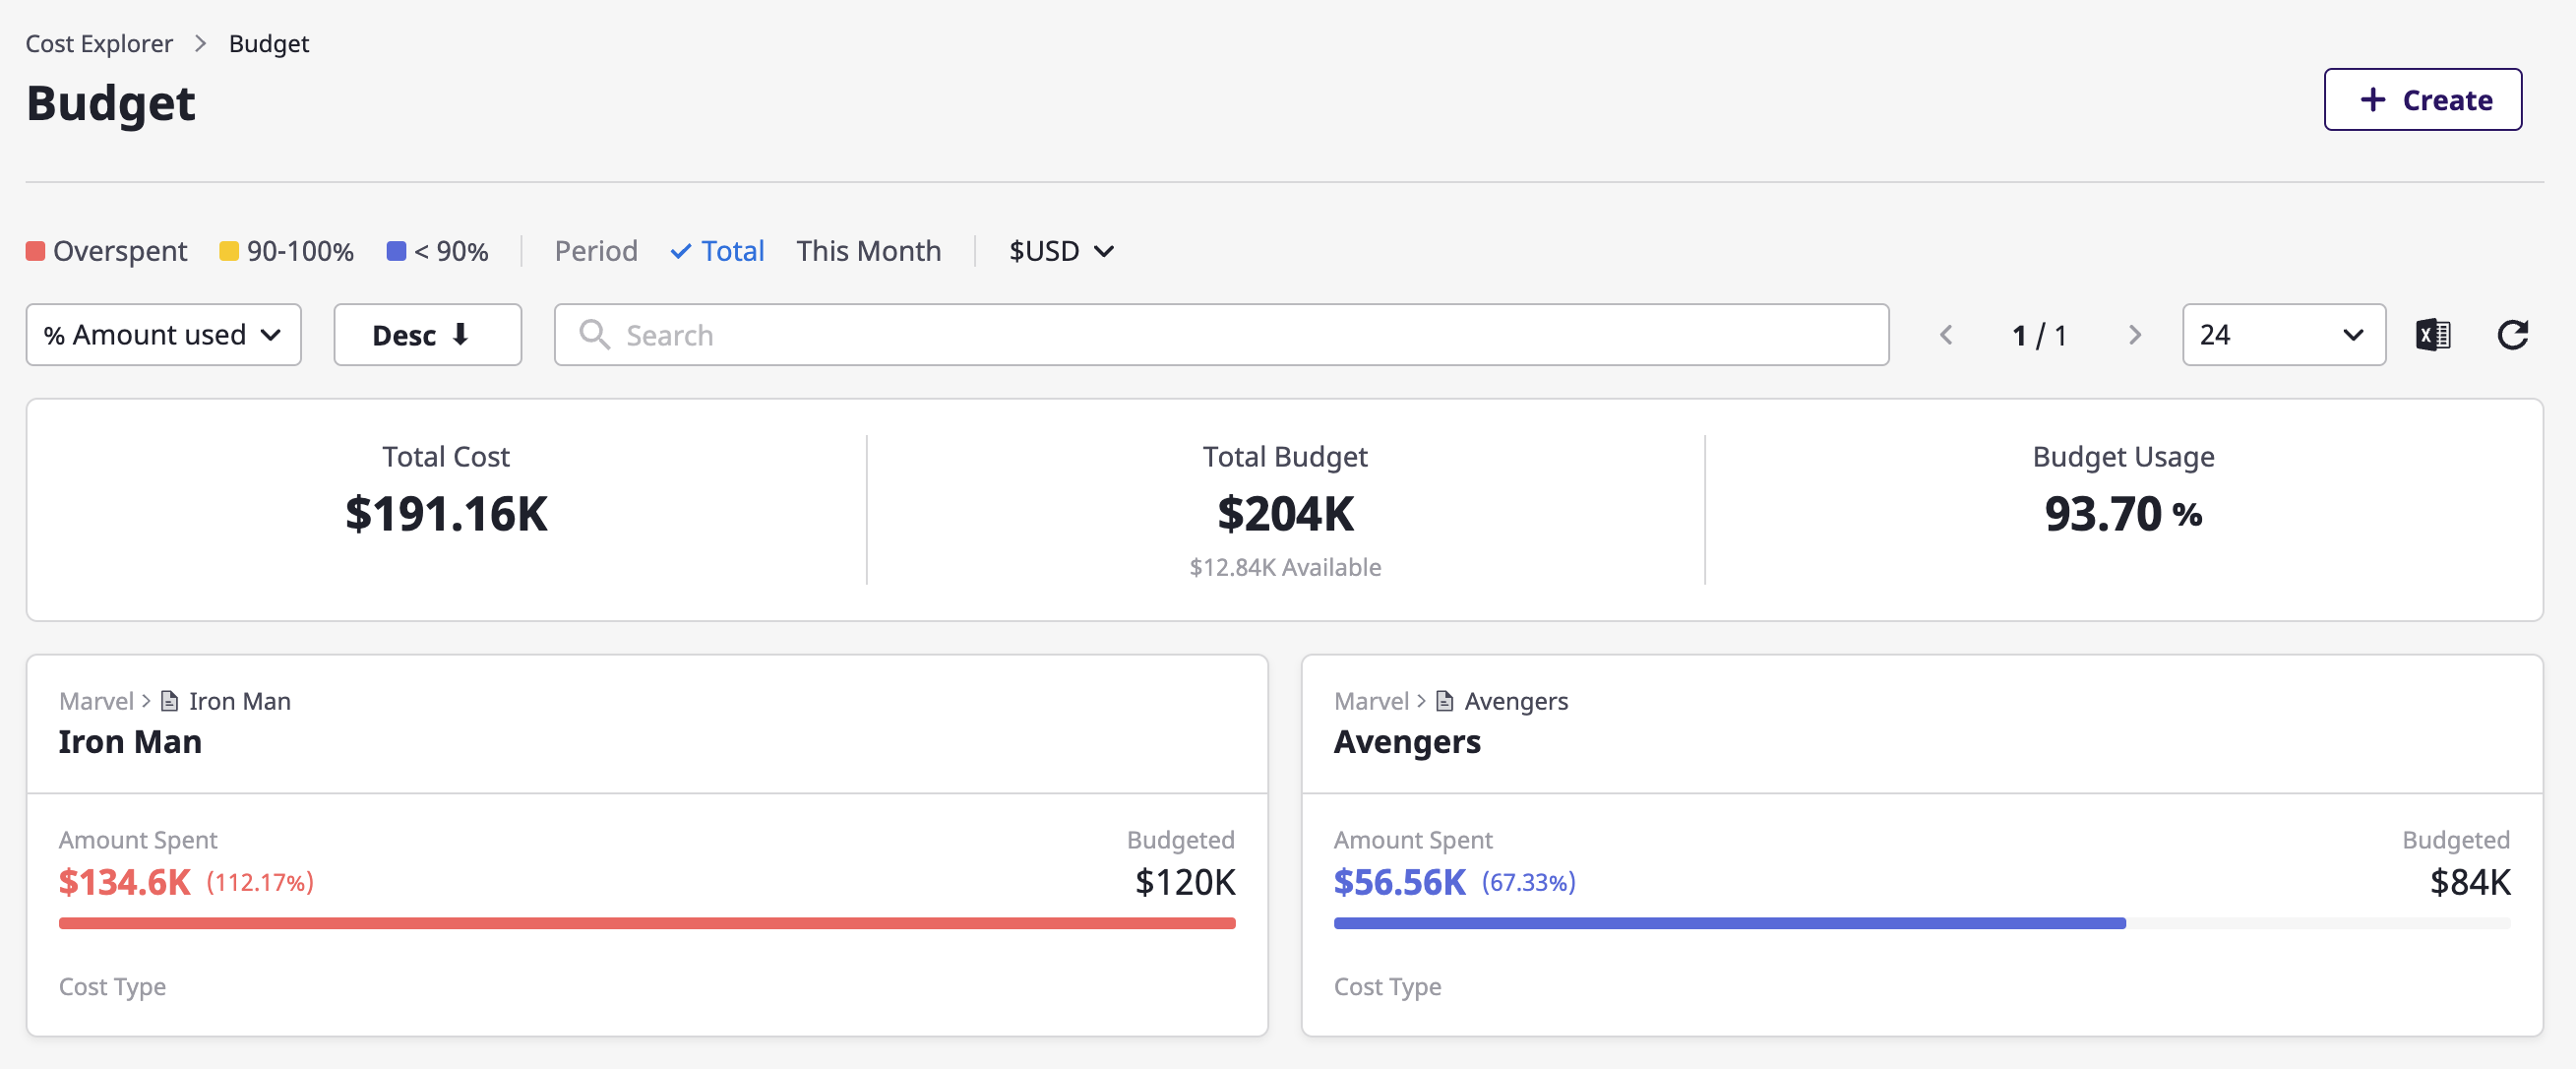 Cost Explorer > Budget
Budget
+ Create
Overspent 90-100% < 90% Period Total This Month $USD
% Amount used Desc Search 1 / 1 24
Total Cost Total Budget Budget Usage
$191.16K $204K 93.70 %
$12.84K Available
Marvel > Iron Man
Iron Man
Amount Spent Budgeted
$134.6K (112.17%) $120K
Cost Type
Marvel > Avengers
Avengers
Amount Spent Budgeted
$56.56K (67.33%) $84K
Cost Type